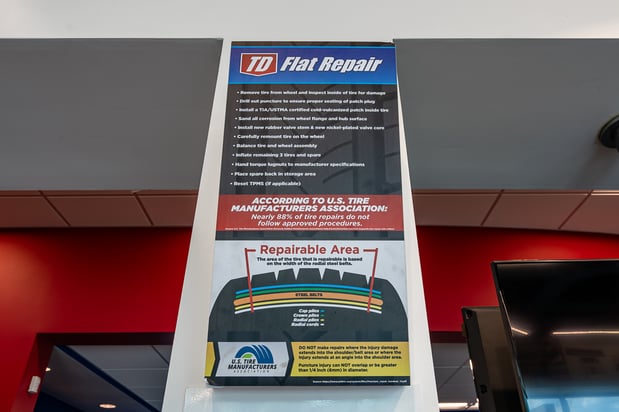 TD Flat Repair
• Remove tire from wheel and inspect inside of tire for damage
• Drill out puncture to ensure proper seating of patch plug
• Install a TIA/USTMA certified cold-vulcanized patch inside tire
• Sand all corrosion from wheel flange and hub surface
• Install new rubber valve stem & new nickel-plated valve core
• Carefully remount tire on the wheel
• Balance tire and wheel assembly
• Inflate remaining 3 tires and spare
• Hand torque lugnuts to manufacturer specifications
• Place spare back in storage area
• Reset TPMS (if applicable)
ACCORDING TO U.S. TIRE
MANUFACTURERS ASSOCIATION:
Nearly 88% of tire repairs do not
follow approved procedures.
Repairable Area
The area of the tire that is repairable is based
on the width of the radial steel belts.
STEEL BELTS
Cap plies
Crown plies
Radial plies
Radial cords
U.S. TIRE
MANUFACTURERS
ASSOCIATION
DO NOT make repairs where the injury damage
extends into the shoulder/belt area or where the injury
extends at an angle into the shoulder area.
Puncture injury CAN NOT overlap or be greater
than 1/4 inch (6mm) in diameter.